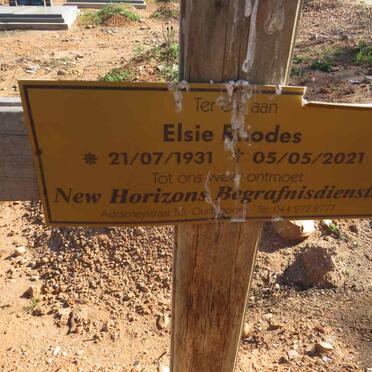 Ter ere aan
Elsie Rhodes
* 21/07/1931 ✝ 05/05/2021
Tot ons weer ontmoet
New Horizons Begrafnisdienste
Adderleystraat 55, Oudtshoorn - Tel. 044 272 2777